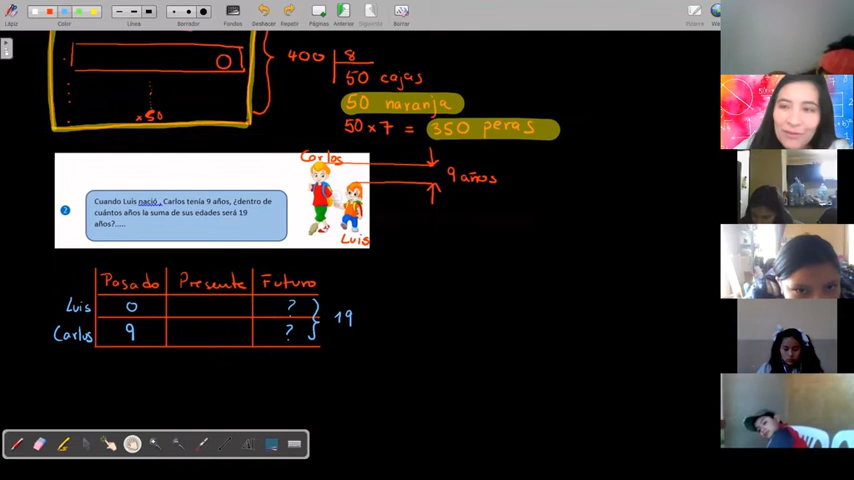 Lápiz
Color
Línea
Borrador
Fondos
Deshacer
Repetir
Páginas
Anterior
Siguiente
Borrar
Recortar
0
x50
400 8
50 cajas
50 naranja
50 x 7 = 350 peras
Carlos
9 años
2
Cuando Luis nació , Carlos tenía 9 años, ¿dentro de
cuántos años la suma de sus edades será 19
años?.....
Luis
Pasado Presente Futuro
Luis 0 ?
Carlos 9 ?
19